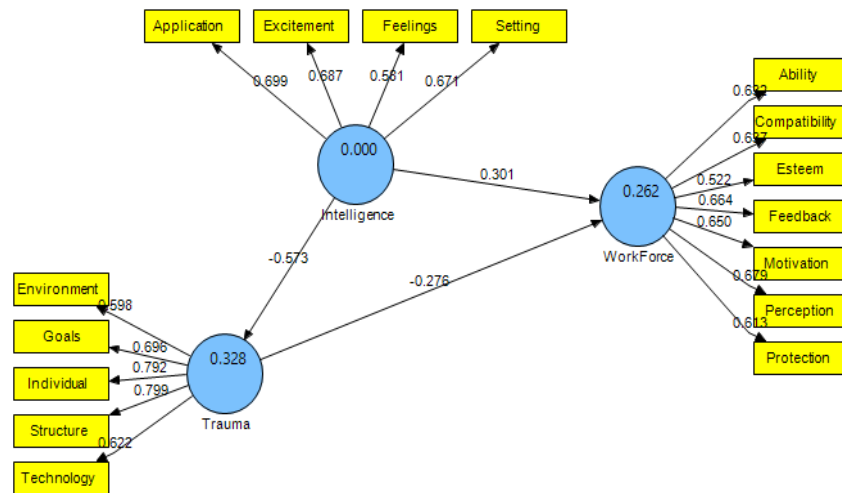 Application
Excitement
Feelings
Setting
0.699
0.687
0.581
0.671
0.000
Intelligence
0.301
-0.573
-0.276
0.262
WorkForce
Ability
0.632
Compatibility
0.637
Esteem
0.522
Feedback
0.664
Motivation
0.650
Perception
0.679
Protection
0.613
Environment
0.598
Goals
0.696
Individual
0.792
Structure
0.799
Technology
0.622
0.328
Trauma